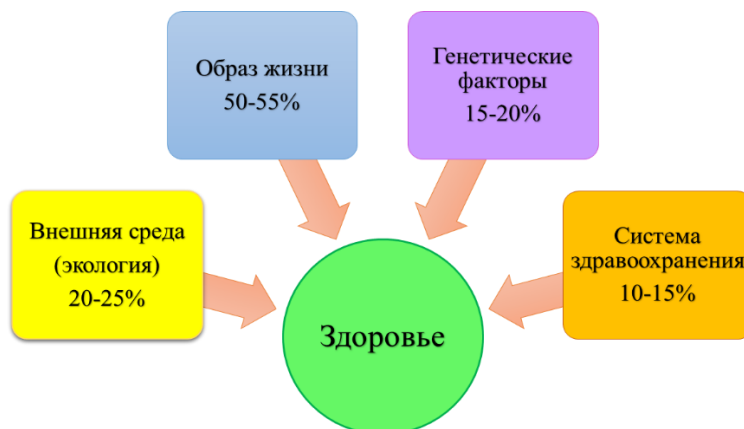 Образ жизни
50-55%
Генетические
факторы
15-20%
Внешняя среда
(экология)
20-25%
Система
здравоохранения
10-15%
Здоровье